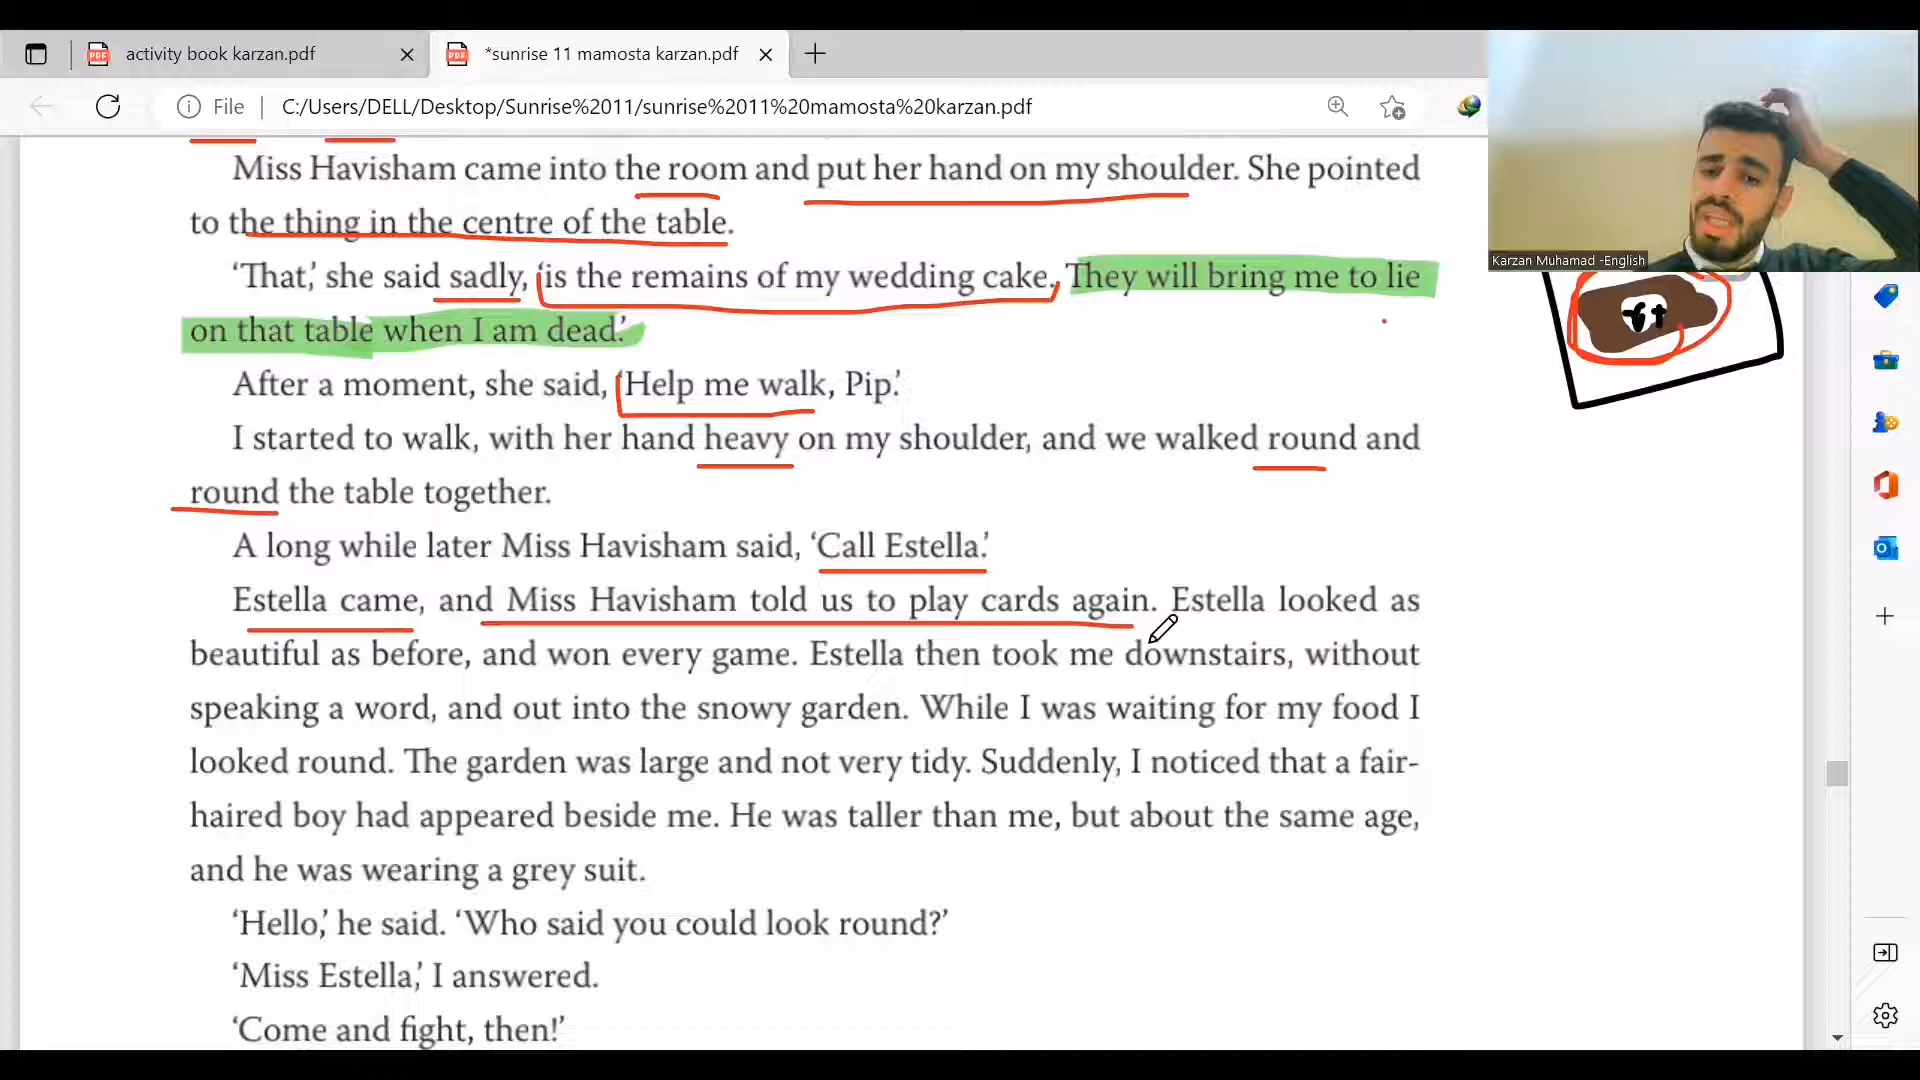 activity book karzan.pdf
*sunrise 11 mamosta karzan.pdf
File
C:/Users/DELL/Desktop/Sunrise%2011/sunrise%2011%20mamosta%20karzan.pdf
Karzan Muhamad -English
Miss Havisham came into the room and put her hand on my shoulder. She pointed
to the thing in the centre of the table.
‘That,’ she said sadly, ‘is the remains of my wedding cake. They will bring me to lie
on that table when I am dead.’
After a moment, she said, ‘Help me walk, Pip.’
I started to walk, with her hand heavy on my shoulder, and we walked round and
round the table together.
A long while later Miss Havisham said, ‘Call Estella.’
Estella came, and Miss Havisham told us to play cards again. Estella looked as
beautiful as before, and won every game. Estella then took me downstairs, without
speaking a word, and out into the snowy garden. While I was waiting for my food I
looked round. The garden was large and not very tidy. Suddenly, I noticed that a fair-
haired boy had appeared beside me. He was taller than me, but about the same age,
and he was wearing a grey suit.
‘Hello,’ he said. ‘Who said you could look round?’
‘Miss Estella,’ I answered.
‘Come and fight, then!’